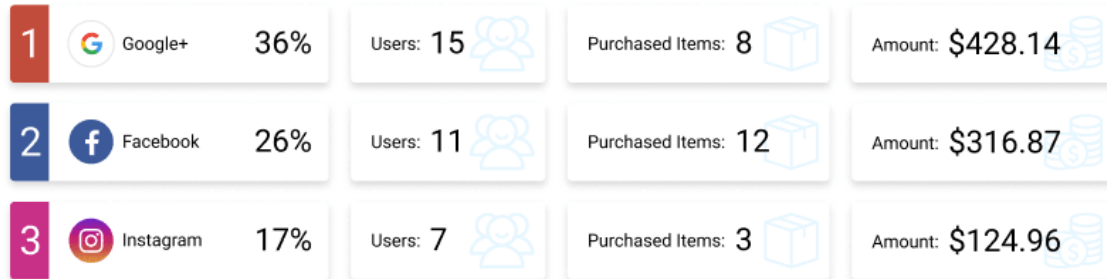 1 Google+ 36% Users: 15 Purchased Items: 8 Amount: $428.14
2 Facebook 26% Users: 11 Purchased Items: 12 Amount: $316.87
3 Instagram 17% Users: 7 Purchased Items: 3 Amount: $124.96